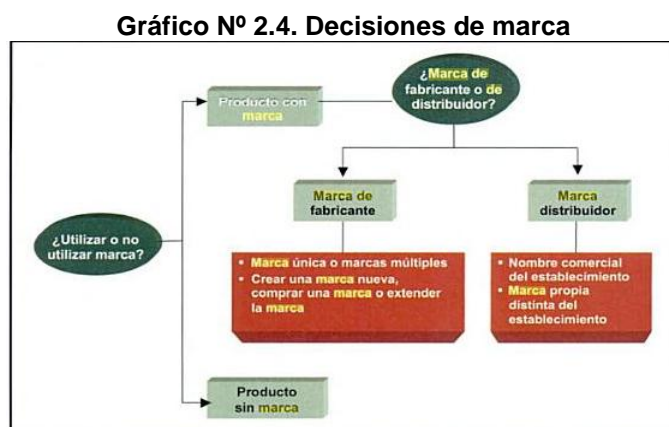 Gráfico Nº 2.4. Decisiones de marca
¿Marca de
fabricante o de
distribuidor?
Producto con
marca
Marca de
fabricante
Marca
distribuidor
¿Utilizar o no
utilizar marca?
• Marca única o marcas múltiples
• Crear una marca nueva,
comprar una marca o extender
la marca
• Nombre comercial
del establecimiento
• Marca propia
distinta del
establecimiento
Producto
sin marca